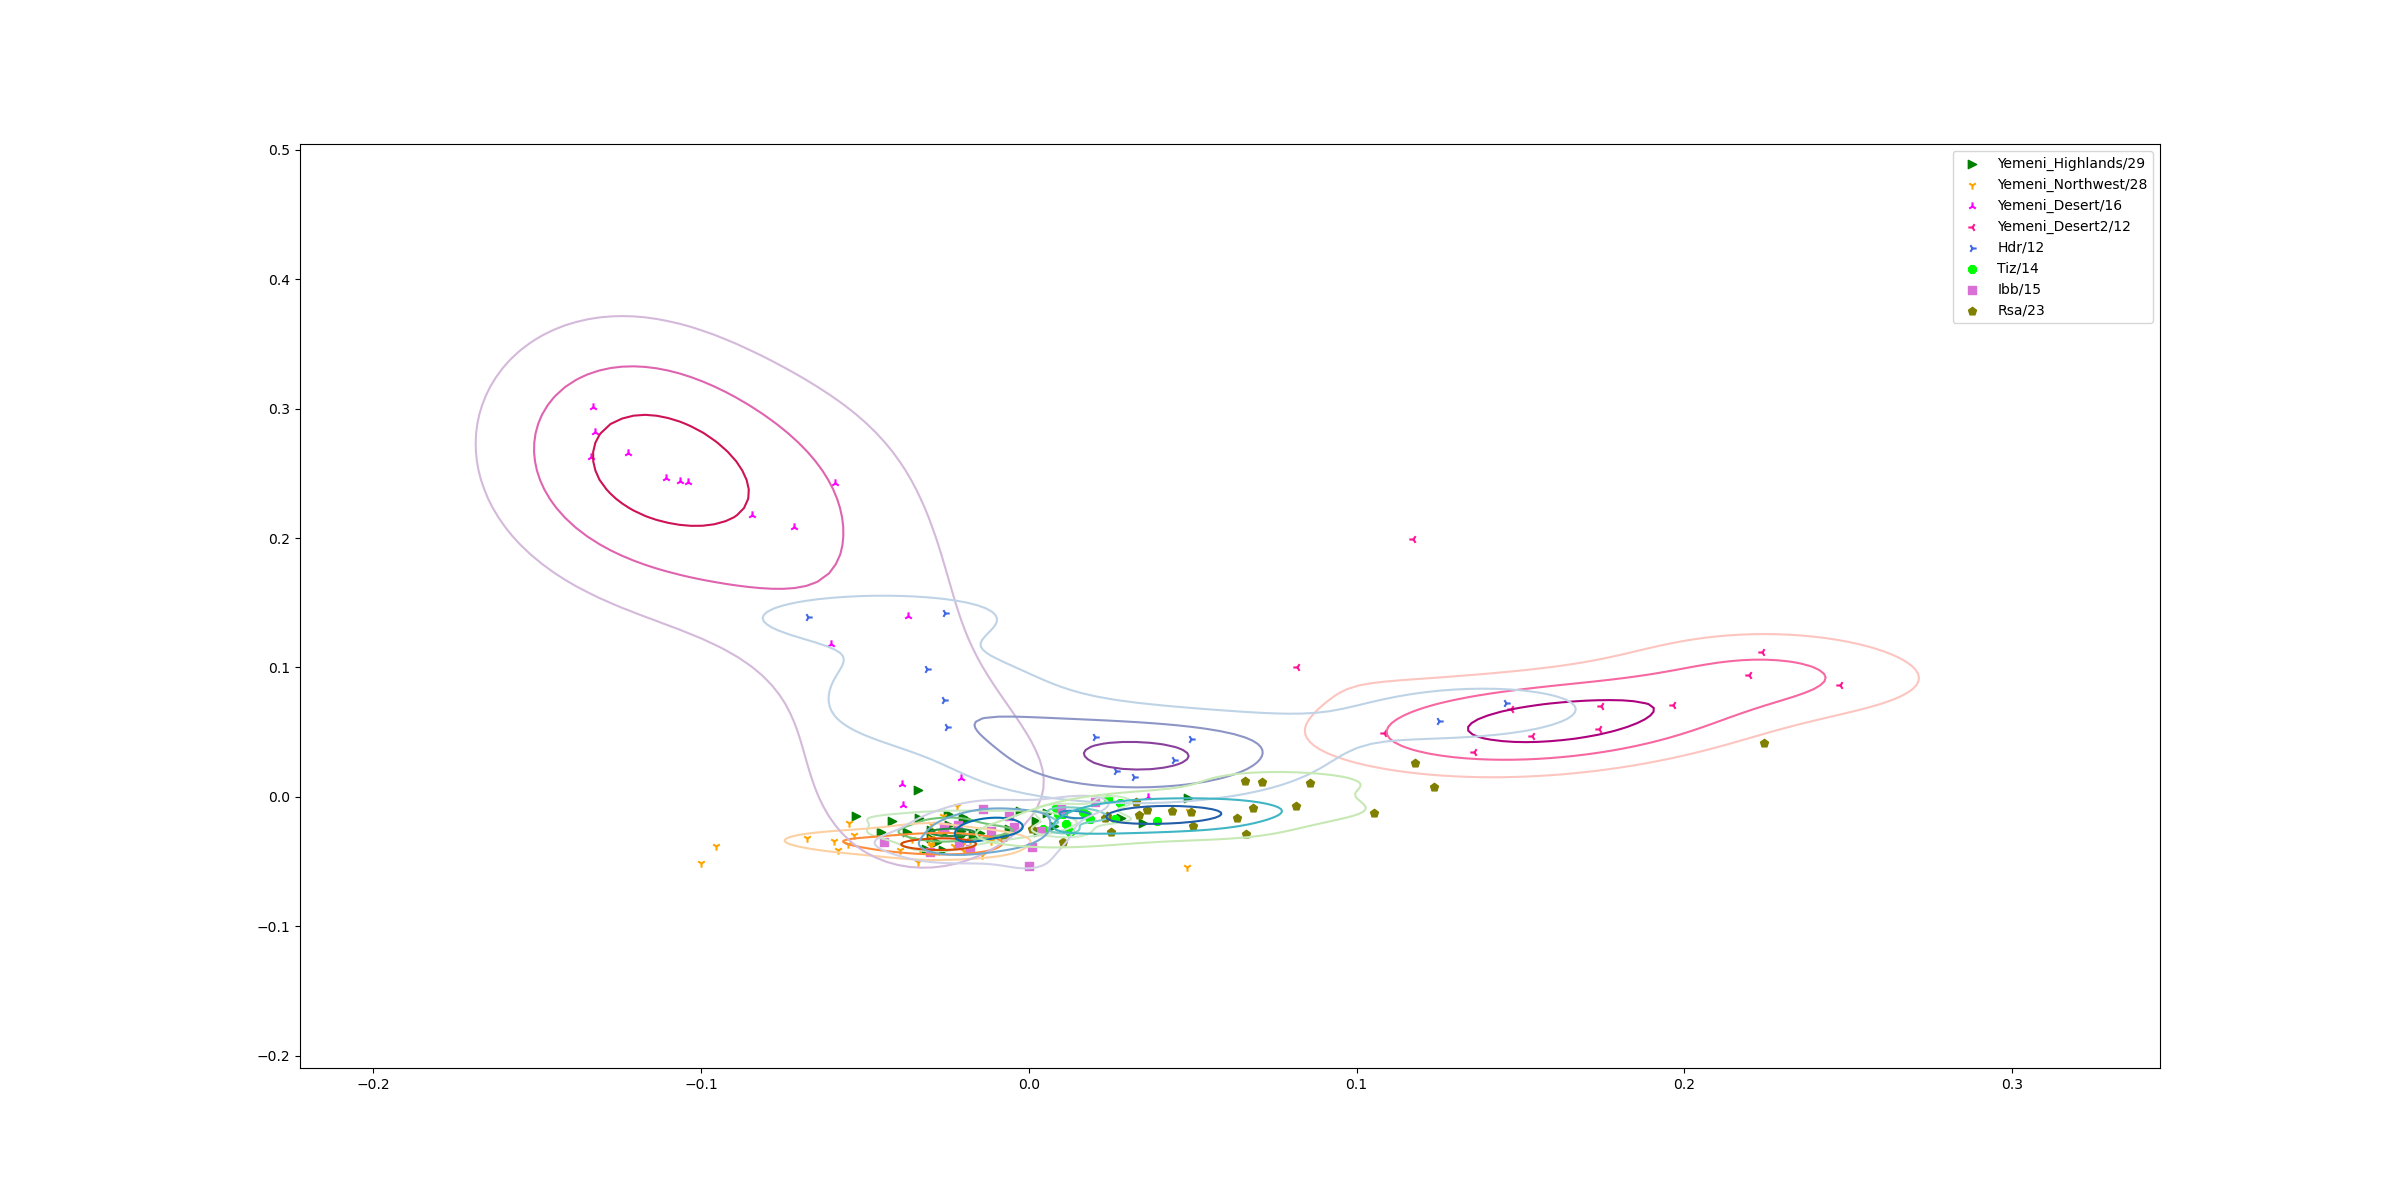 0.5
0.4
0.3
0.2
0.1
0.0
−0.1
−0.2
−0.2
−0.1
0.0
0.1
0.2
0.3
Yemeni_Highlands/29
Yemeni_Northwest/28
Yemeni_Desert/16
Yemeni_Desert2/12
Hdr/12
Tiz/14
Ibb/15
Rsa/23